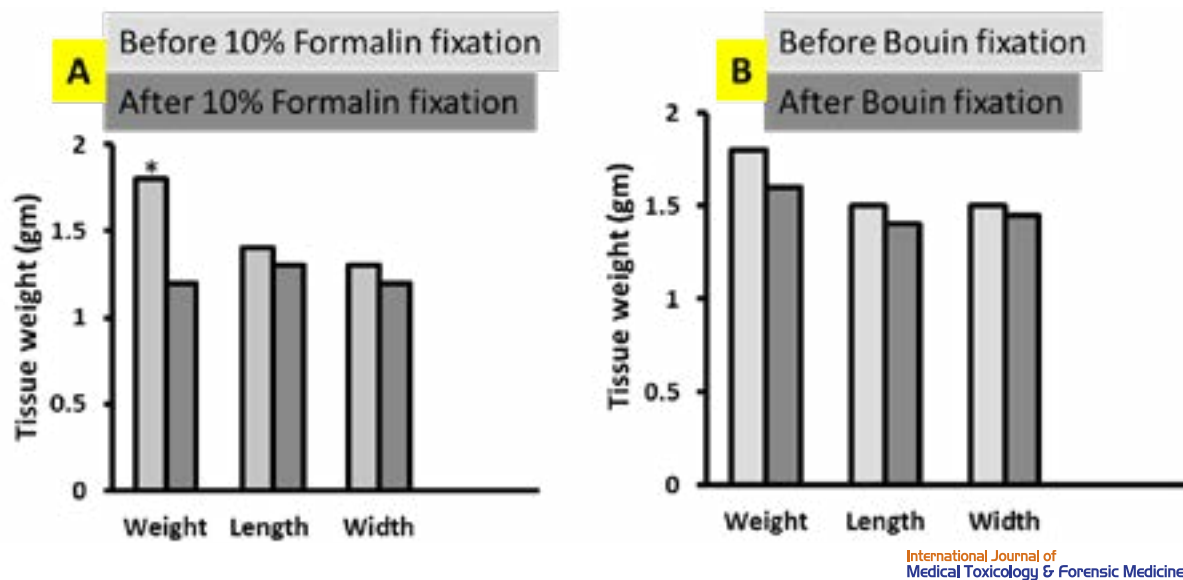 A
Before 10% Formalin fixation
After 10% Formalin fixation
Tissue weight (gm)
2
1.5
1
0.5
0
*
Weight Length Width
B
Before Bouin fixation
After Bouin fixation
Tissue weight (gm)
2
1.5
1
0.5
0
Weight Length Width
International Journal of
Medical Toxicology & Forensic Medicine